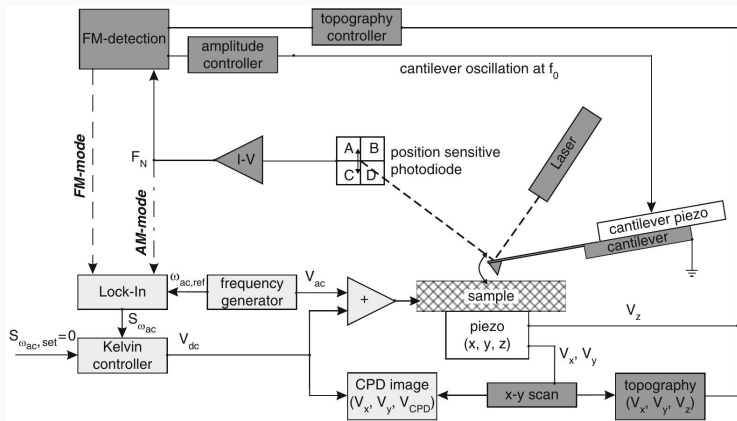 topography
controller
FM-detection
amplitude
controller
cantilever oscillation at f0
FM-mode
AM-mode
FN
I-V
A B
C D
position sensitive
photodiode
Laser
cantilever piezo
cantilever
ωac,ref
frequency
generator
Vac
Lock-In
+
sample
Sωac
Sωac, set=0
Kelvin
controller
Vdc
piezo
(x, y, z)
Vz
Vx, Vy
CPD image
(Vx, Vy, VCPD)
x-y scan
topography
(Vx, Vy, Vz)